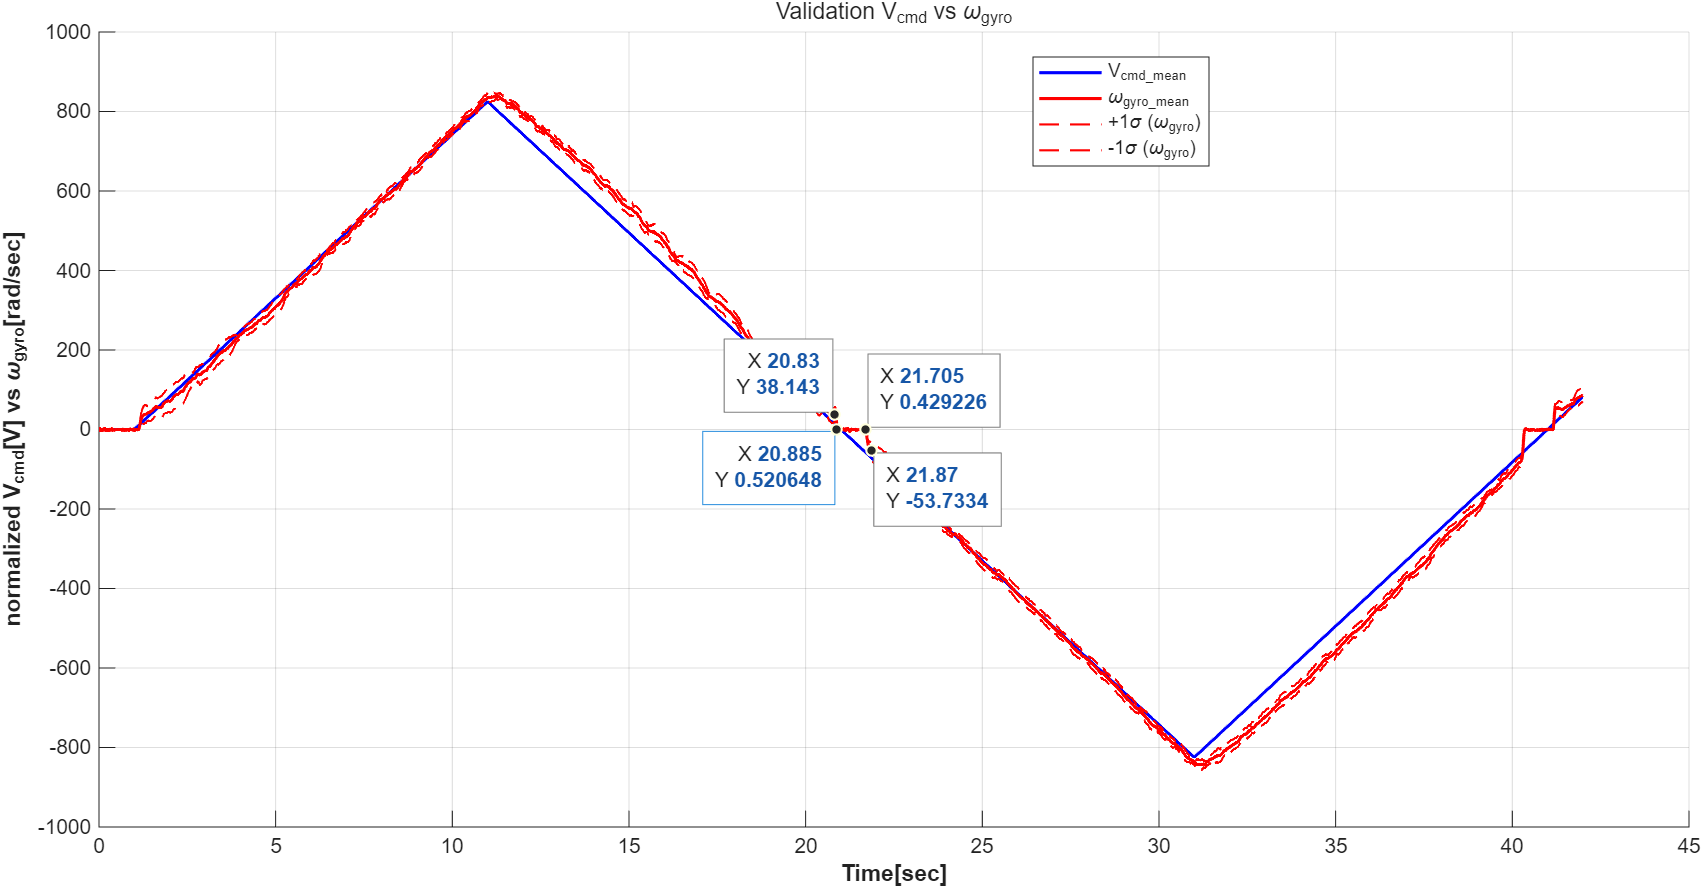 Validation Vcmd vs ωgyro
1000
800
600
400
200
0
-200
-400
-600
-800
-1000
normalized Vcmd[V] vs ωgyro[rad/sec]
Vcmd_mean
ωgyro_mean
+1σ (ωgyro)
-1σ (ωgyro)
X 20.83
Y 38.143
X 21.705
Y 0.429226
X 20.885
Y 0.520648
X 21.87
Y -53.7334
0 5 10 15 20 25 30 35 40 45
Time[sec]